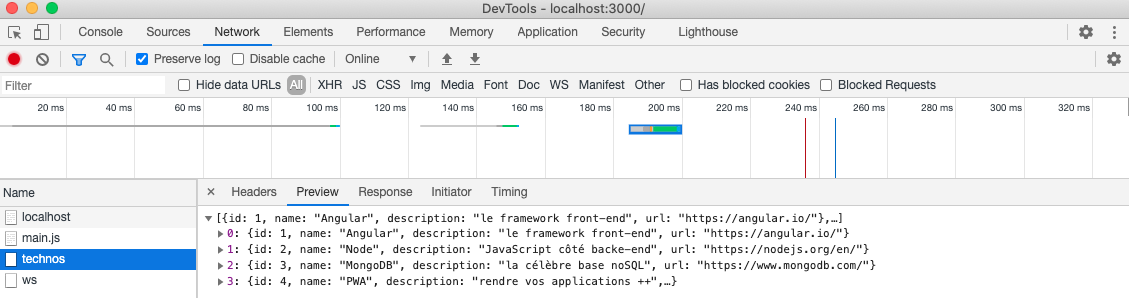 DevTools - localhost:3000/
Console Sources Network Elements Performance Memory Application Security Lighthouse
Preserve log Disable cache Online
Filter Hide data URLs All XHR JS CSS Img Media Font Doc WS Manifest Other Has blocked cookies Blocked Requests
20 ms 40 ms 60 ms 80 ms 100 ms 120 ms 140 ms 160 ms 180 ms 200 ms 220 ms 240 ms 260 ms 280 ms 300 ms 320 ms
Name × Headers Preview Response Initiator Timing
localhost
main.js
technos
ws
[{id: 1, name: "Angular", description: "le framework front-end", url: "https://angular.io/"},…]
0: {id: 1, name: "Angular", description: "le framework front-end", url: "https://angular.io/"}
1: {id: 2, name: "Node", description: "JavaScript côté backe-end", url: "https://nodejs.org/en/"}
2: {id: 3, name: "MongoDB", description: "la célèbre base noSQL", url: "https://www.mongodb.com/"}
3: {id: 4, name: "PWA", description: "rendre vos applications ++",…}